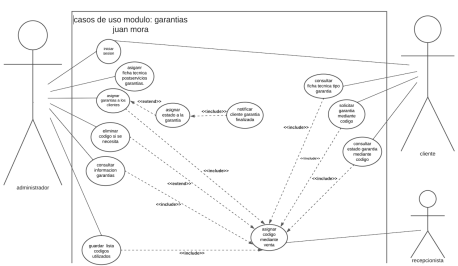 casos de uso modulo: garantias
juan mora
iniciar
sesion
asiganr
ficha tecnica
postservicios
garantias
asignar
garantias a los
clientes
eliminar
codigo si se
necesita
consultar
informacion
garantias
guardar lista
codigos
utilizados
asignar
estado a la
garantia
notificar
cliente garantia
finalizada
consultar
ficha tecnica tipo
garantia
solicitar
garantia
mediante
codigo
consultar
estado garantia
mediante
codigo
asignar
codigo
mediante
venta
<<extend>>
<<include>>
<<include>>
<<include>>
<<include>>
<<include>>
<<extend>>
<<include>>
<<include>>
administrador
cliente
recepcionista